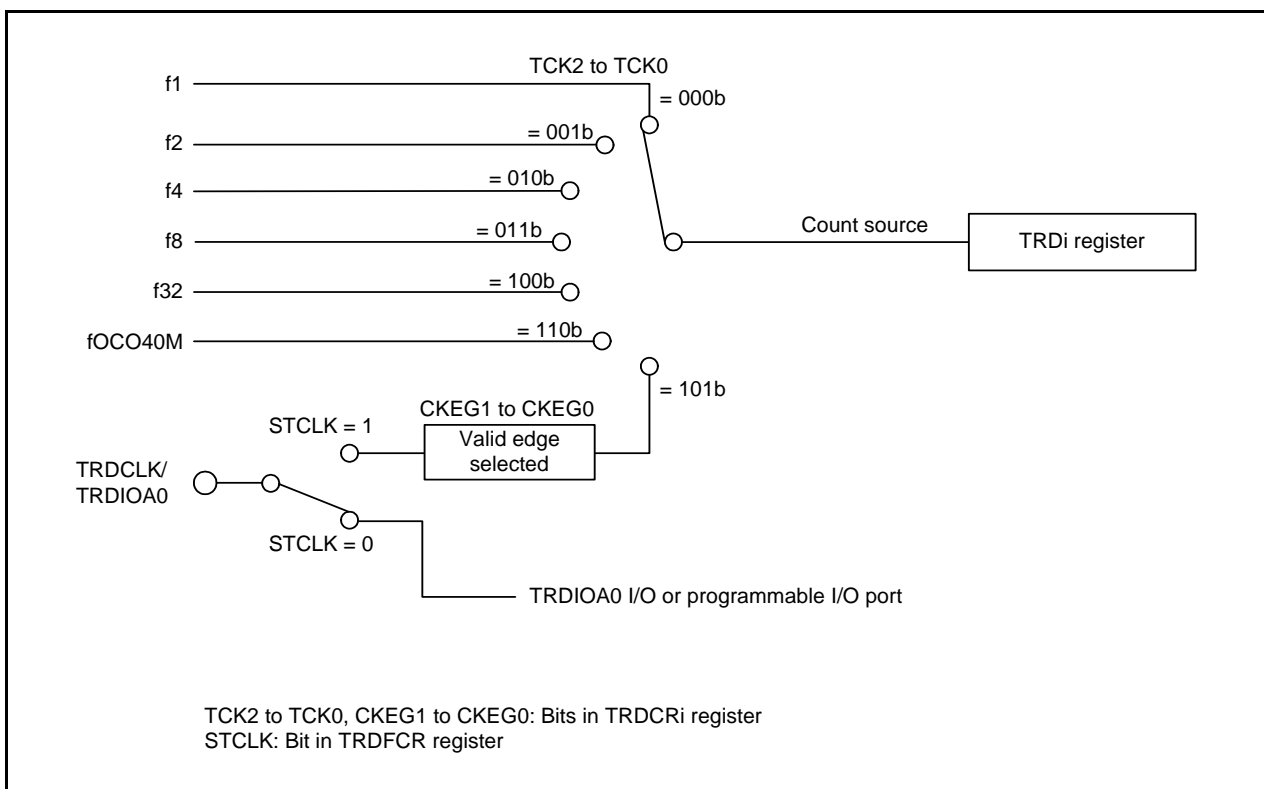 TCK2 to TCK0
f1
= 000b
= 001b
f2
= 010b
f4
= 011b
f8
Count source
TRDi register
= 100b
f32
= 110b
fOCO40M
= 101b
CKEG1 to CKEG0
STCLK = 1
Valid edge
selected
TRDCLK/
TRDIOA0
STCLK = 0
TRDIOA0 I/O or programmable I/O port
TCK2 to TCK0, CKEG1 to CKEG0: Bits in TRDCRi register
STCLK: Bit in TRDFCR register